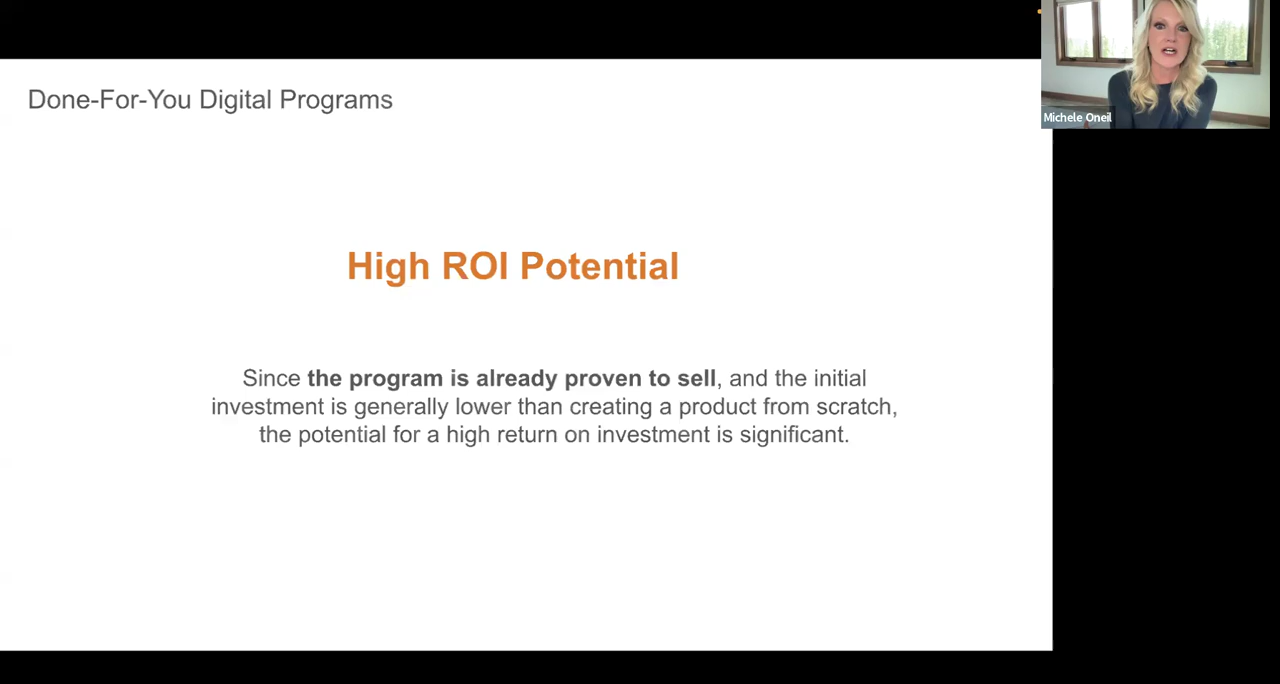 Done-For-You Digital Programs
Michele Oneil
High ROI Potential
Since the program is already proven to sell, and the initial
investment is generally lower than creating a product from scratch,
the potential for a high return on investment is significant.